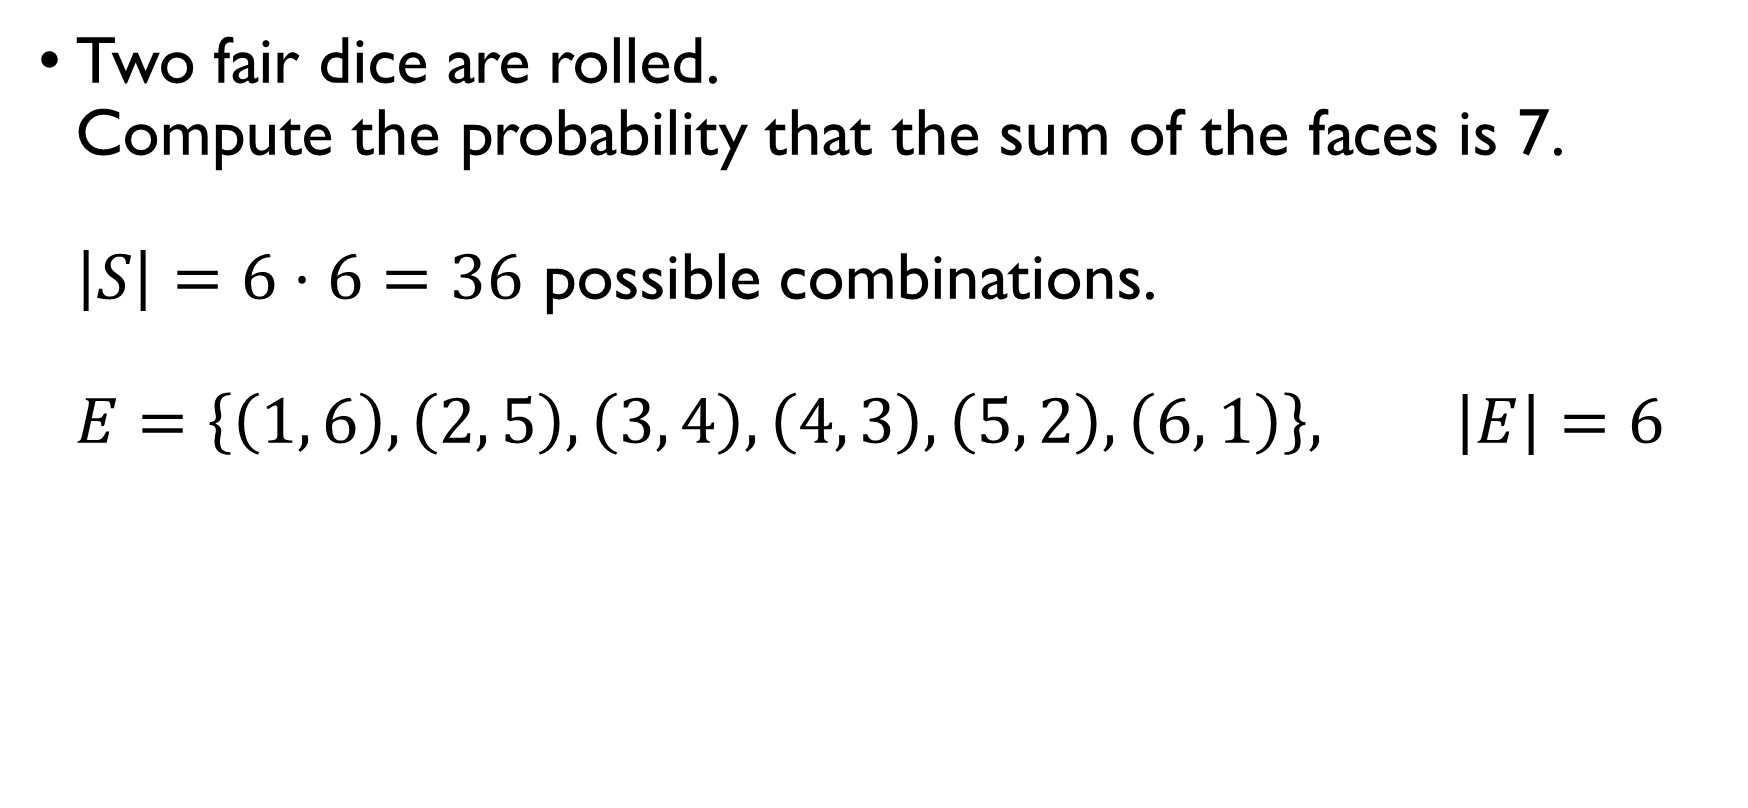 • Two fair dice are rolled.
Compute the probability that the sum of the faces is 7.
|S| = 6 · 6 = 36 possible combinations.
E = {(1, 6), (2, 5), (3, 4), (4, 3), (5, 2), (6, 1)}, |E| = 6